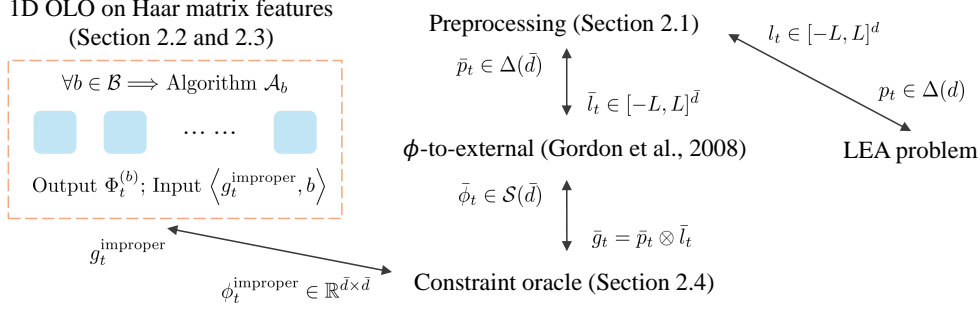 1D OLO on Haar matrix features
(Section 2.2 and 2.3)
∀b ∈ 𝓑 ⟹ Algorithm 𝓐_b
... ...
Output Φ_t^{(b)}; Input ⟨g_t^{improper}, b⟩
g_t^{improper}
ϕ_t^{improper} ∈ ℝ^{d̄×d̄}
Preprocessing (Section 2.1)
p̄_t ∈ Δ(d̄)
l̄_t ∈ [-L, L]^{d̄}
ϕ-to-external (Gordon et al., 2008)
ϕ̄_t ∈ 𝒮(d̄)
ḡ_t = p̄_t ⊗ l̄_t
Constraint oracle (Section 2.4)
l_t ∈ [-L, L]^d
p_t ∈ Δ(d)
LEA problem